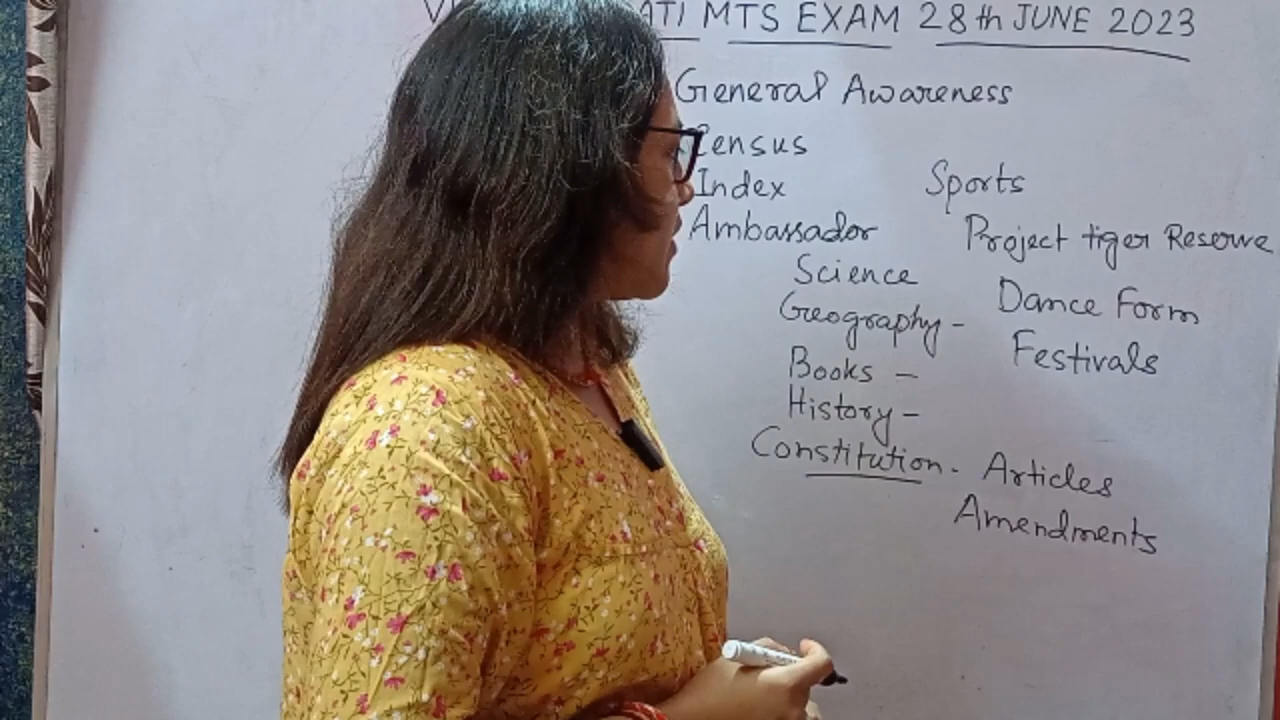 MTS EXAM 28th JUNE 2023
General Awareness
Census
Index
Sports
Ambassador
Project tiger Reserve
Science
Dance Form
Geography -
Festivals
Books -
History -
Constitution - Articles
Amendments